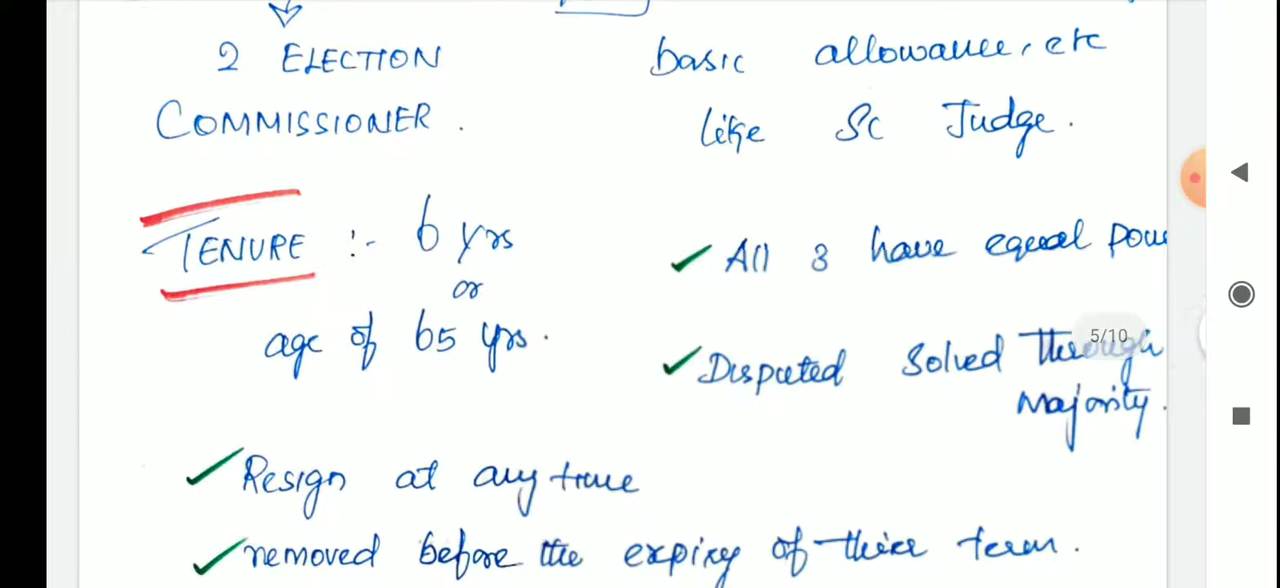 2 ELECTION
COMMISSIONER.
basic allowance, etc
like SC Judge.
TENURE :- 6 yrs
or
age of 65 yrs.
✓ All 3 have equal pow
✓ Disputed solved through
Majority.
5/10
✓ Resign at any time
✓ removed before the expiry of their term.